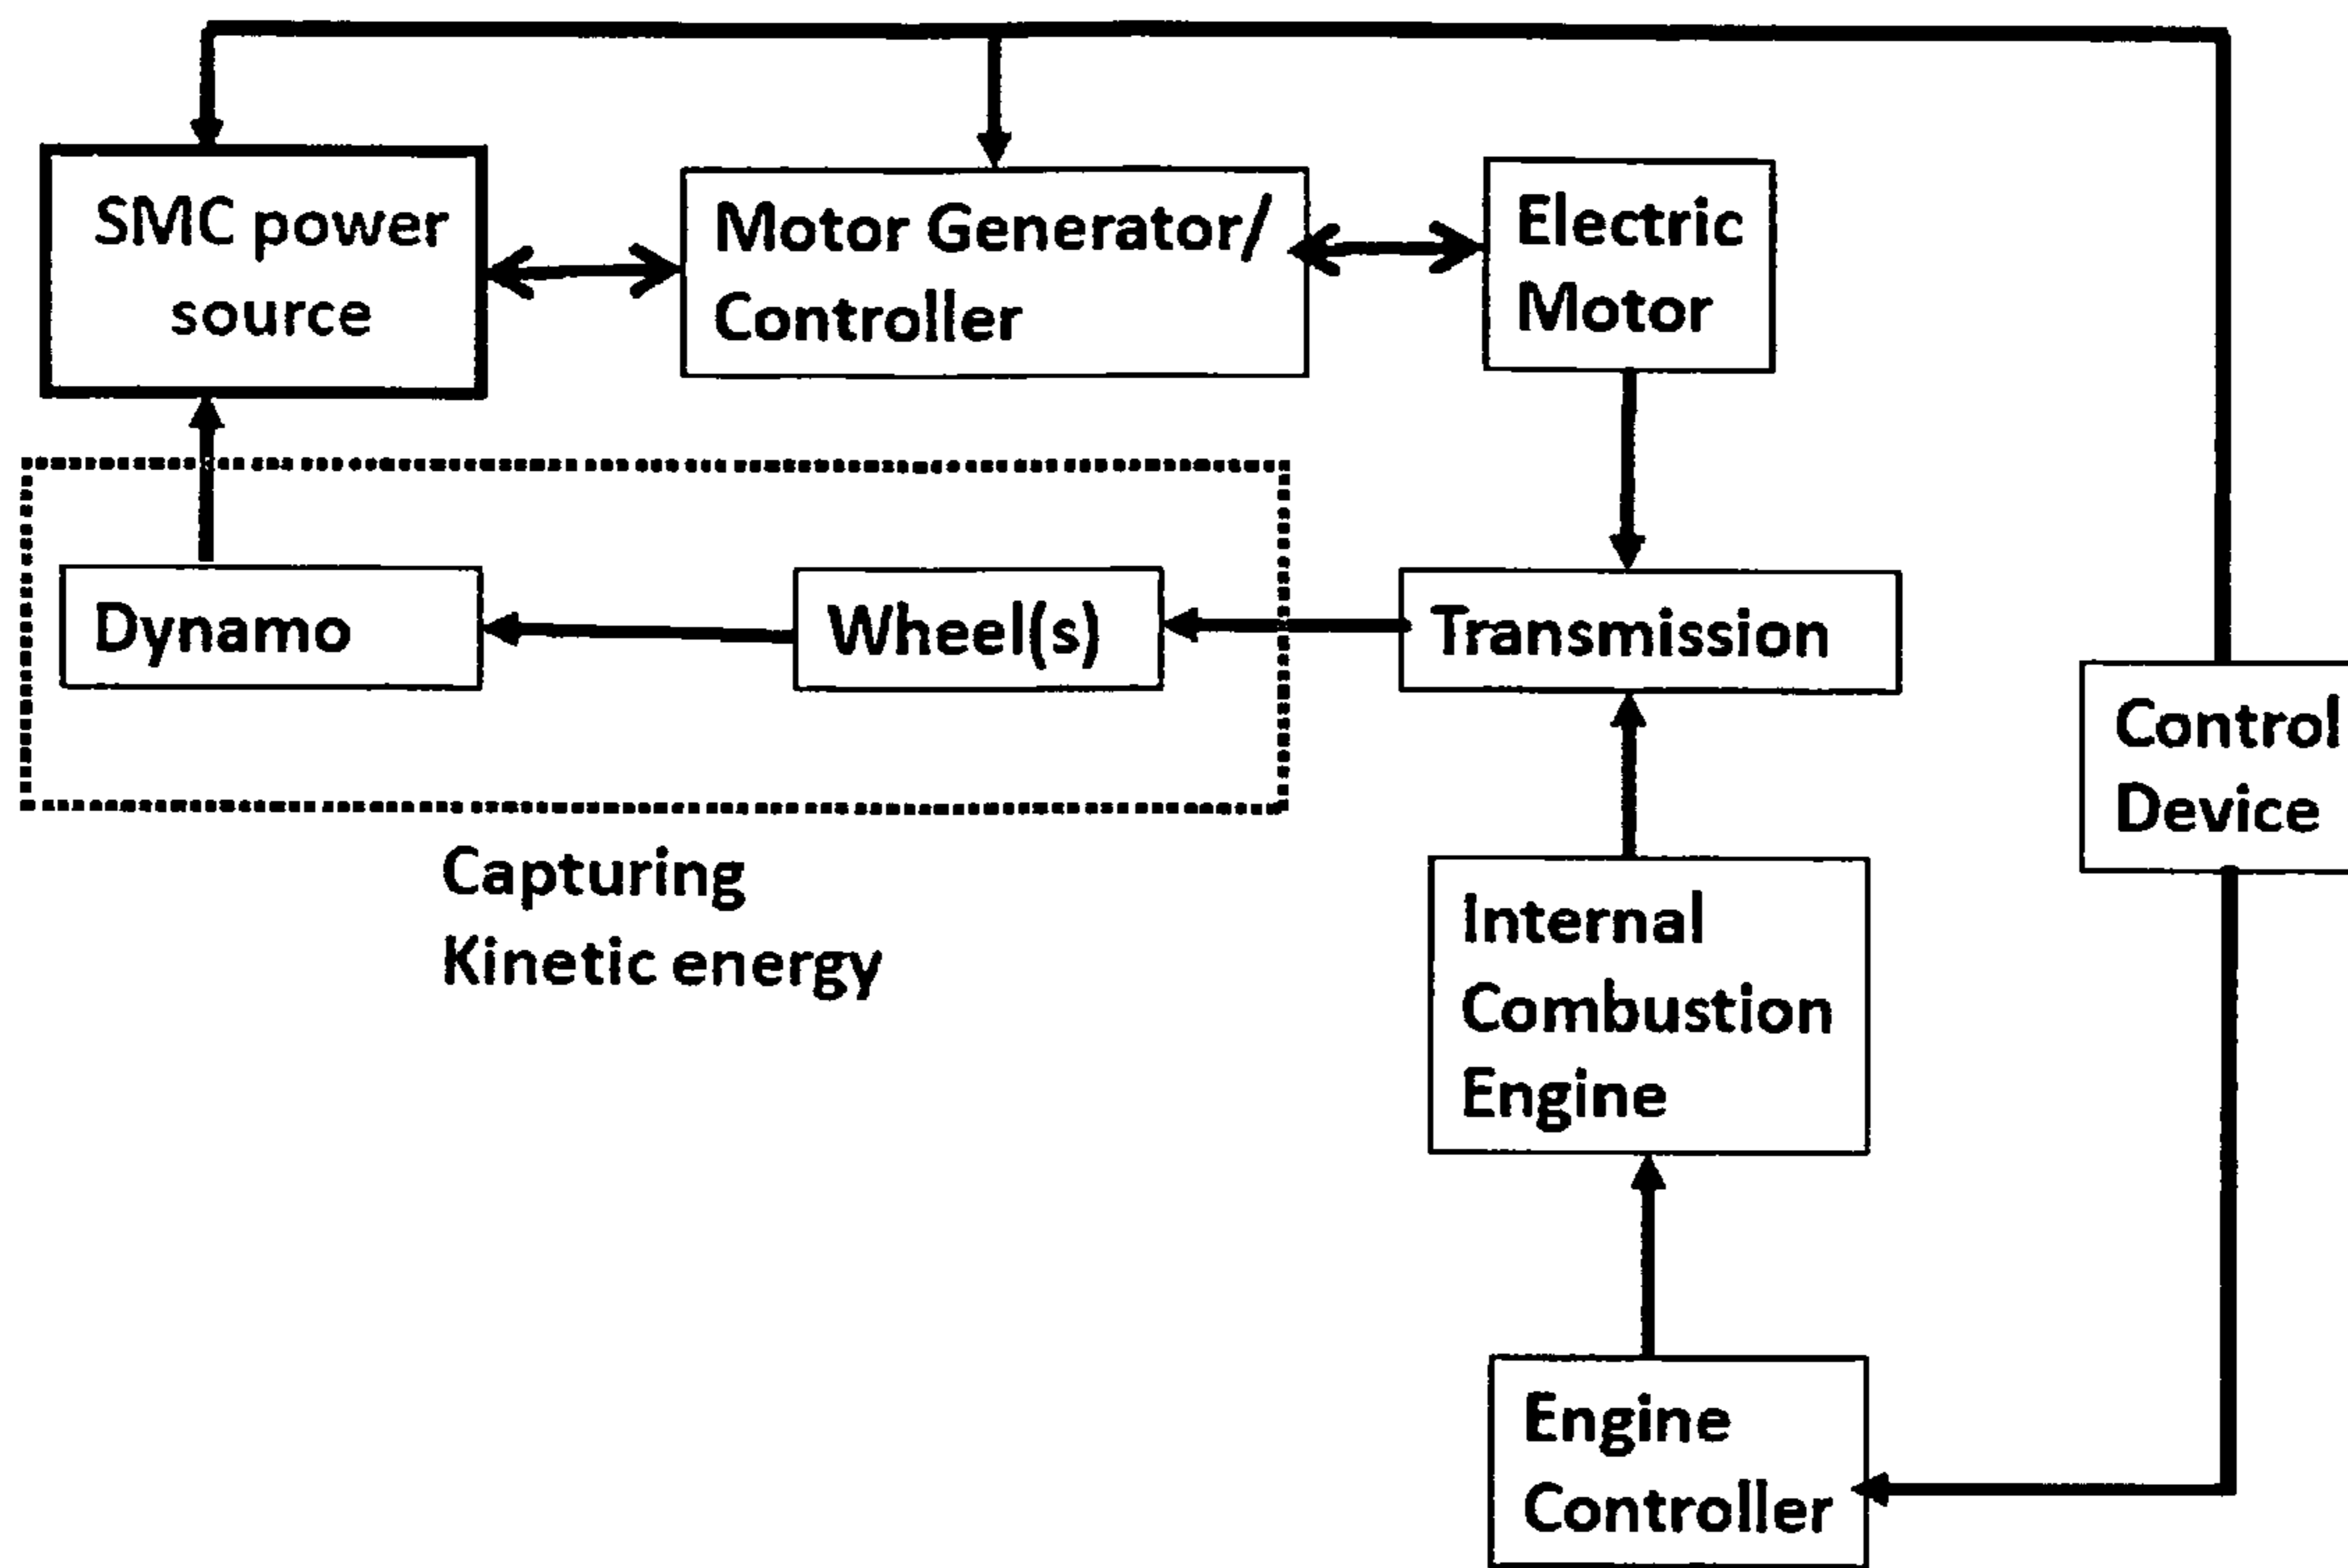 SMC power
source
Motor Generator/
Controller
Electric
Motor
Dynamo
Wheel(s)
Transmission
Control
Device
Capturing
Kinetic energy
Internal
Combustion
Engine
Engine
Controller